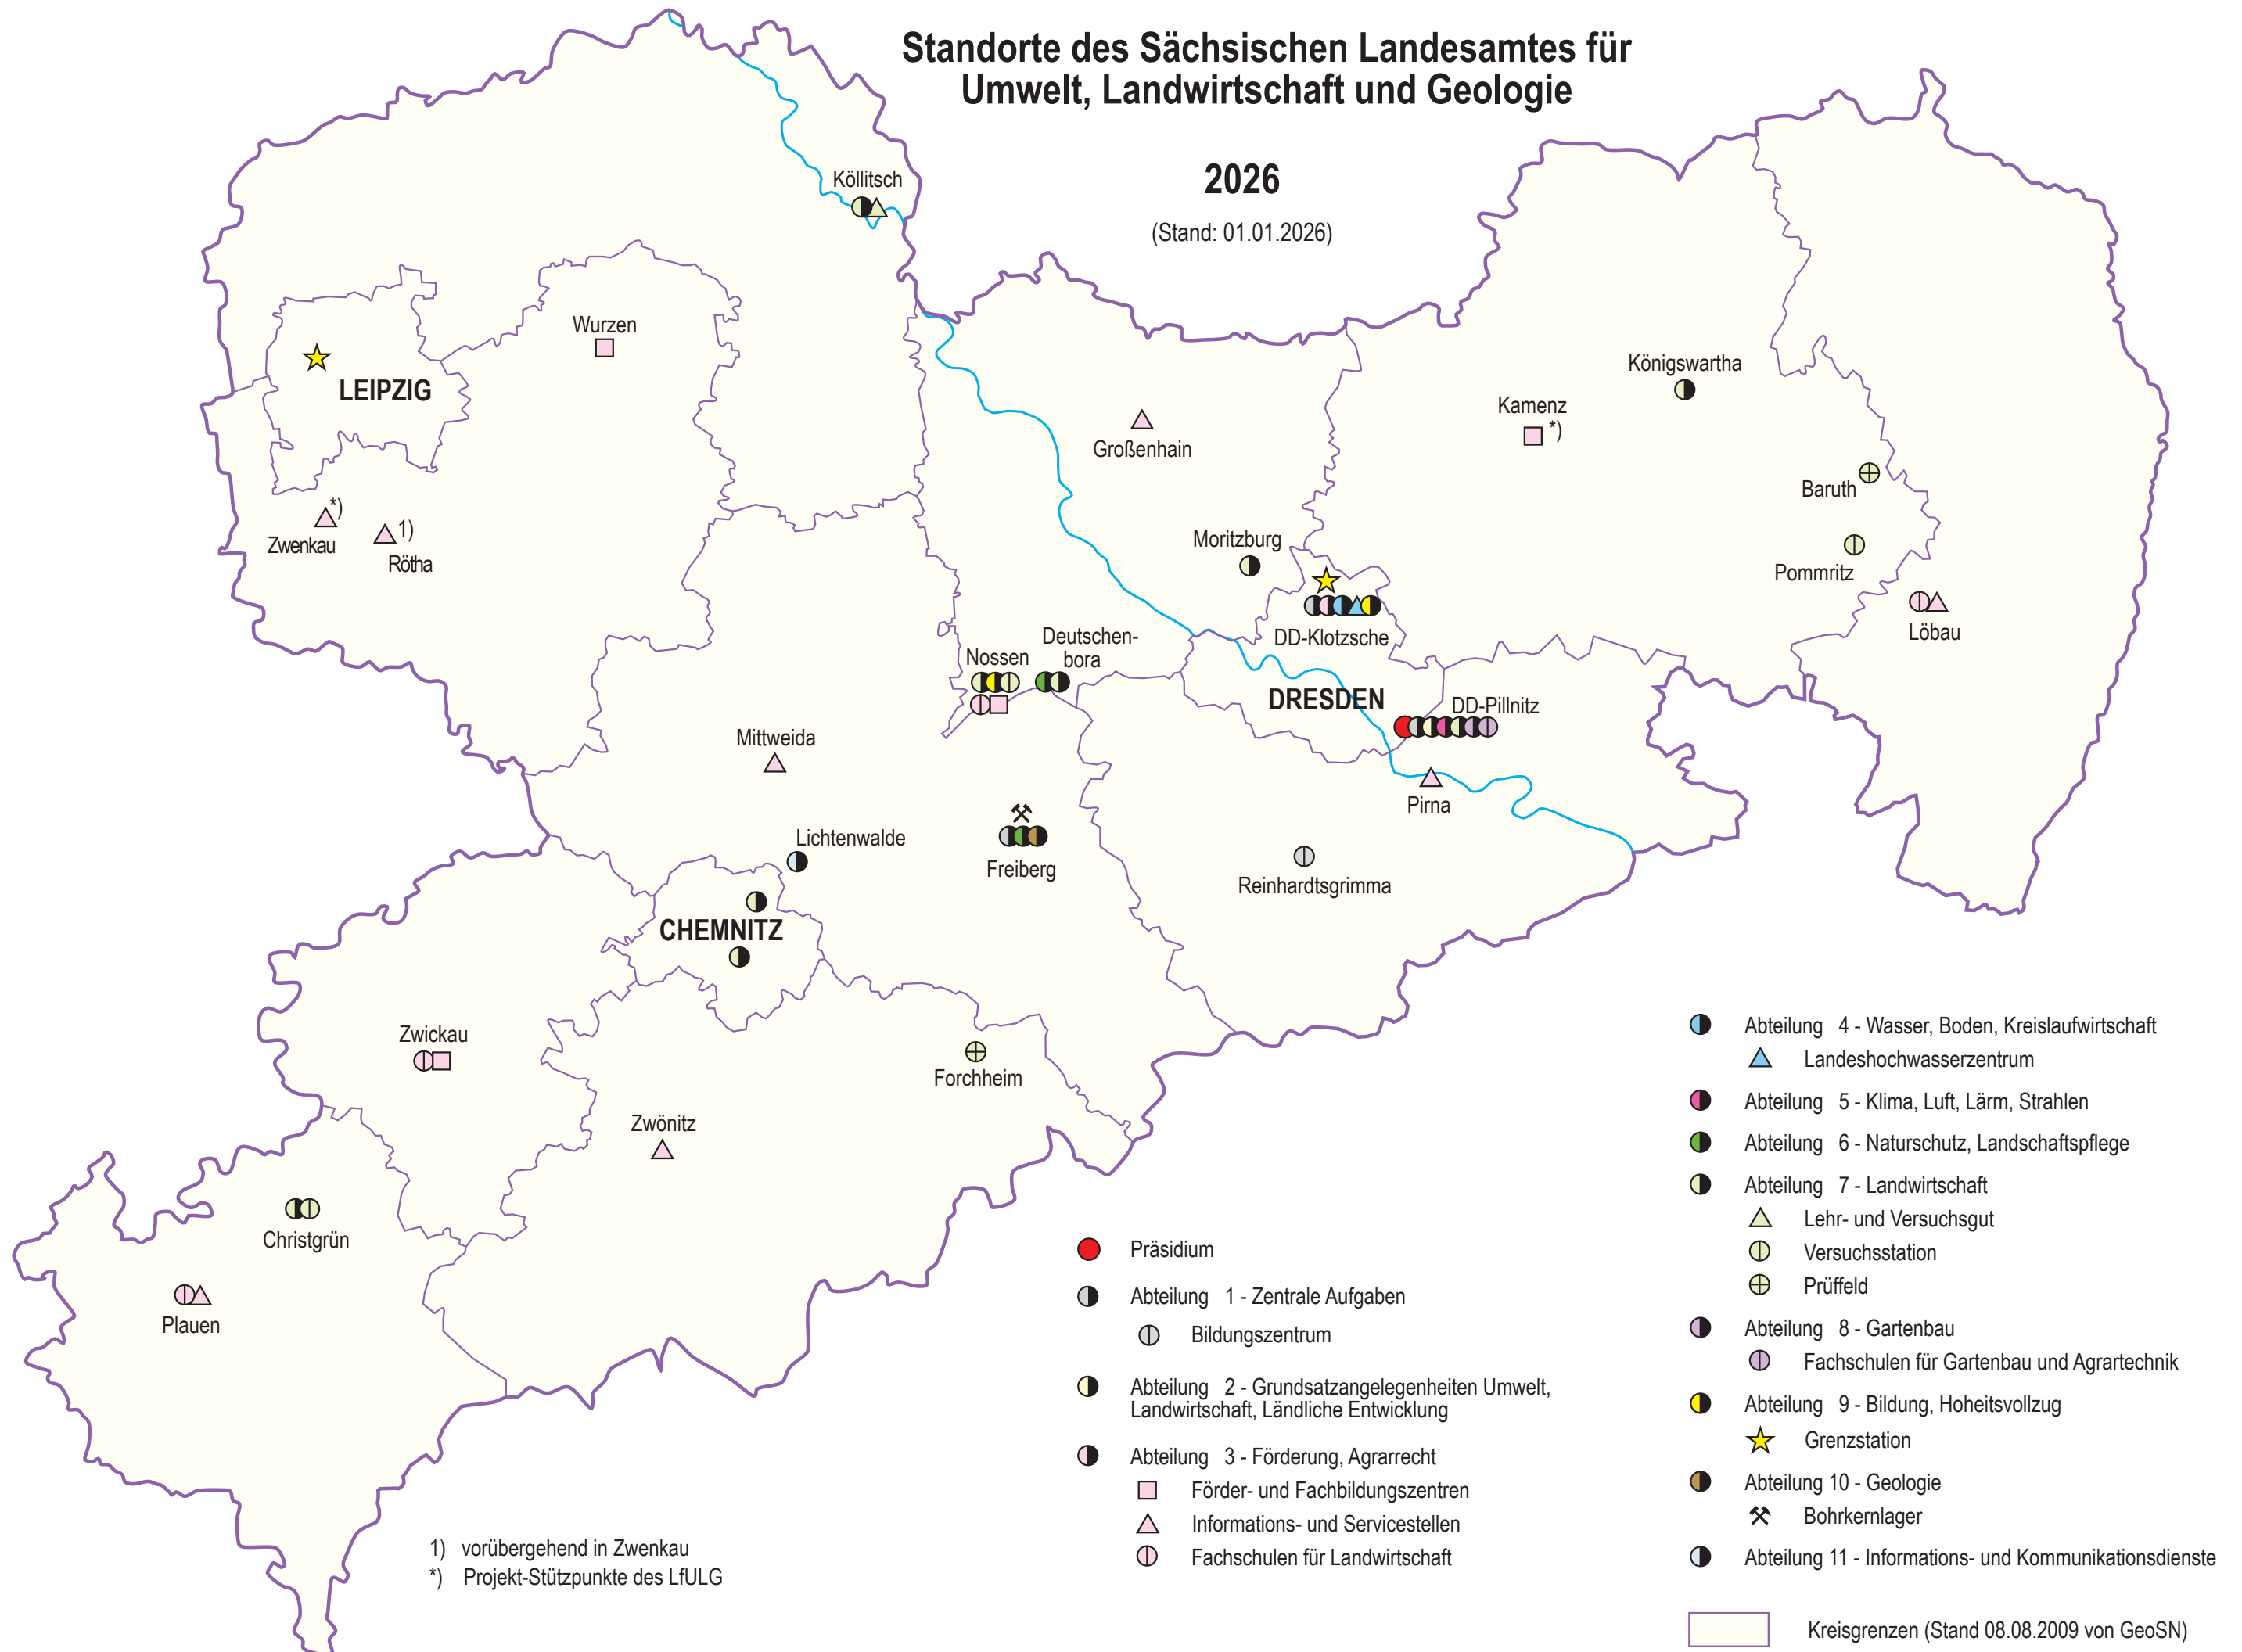 Standorte des Sächsischen Landesamtes für
Umwelt, Landwirtschaft und Geologie
2026
(Stand: 01.01.2026)
Köllitsch
Wurzen
LEIPZIG
Königswartha
Kamenz
*)
Großenhain
Baruth
*)
Zwenkau
1)
Rötha
Moritzburg
Pommritz
DD-Klotzsche
Löbau
Deutschen-
bora
Nossen
DRESDEN
DD-Pillnitz
Mittweida
Pirna
Lichtenwalde
Freiberg
Reinhardtsgrimma
CHEMNITZ
Zwickau
Forchheim
Zwönitz
Christgrün
Plauen
Präsidium
Abteilung 1 - Zentrale Aufgaben
Bildungszentrum
Abteilung 2 - Grundsatzangelegenheiten Umwelt,
Landwirtschaft, Ländliche Entwicklung
Abteilung 3 - Förderung, Agrarrecht
Förder- und Fachbildungszentren
Informations- und Servicestellen
Fachschulen für Landwirtschaft
Abteilung 4 - Wasser, Boden, Kreislaufwirtschaft
Landeshochwasserzentrum
Abteilung 5 - Klima, Luft, Lärm, Strahlen
Abteilung 6 - Naturschutz, Landschaftspflege
Abteilung 7 - Landwirtschaft
Lehr- und Versuchsgut
Versuchsstation
Prüffeld
Abteilung 8 - Gartenbau
Fachschulen für Gartenbau und Agrartechnik
Abteilung 9 - Bildung, Hoheitsvollzug
Grenzstation
Abteilung 10 - Geologie
Bohrkernlager
Abteilung 11 - Informations- und Kommunikationsdienste
Kreisgrenzen (Stand 08.08.2009 von GeoSN)
1) vorübergehend in Zwenkau
*) Projekt-Stützpunkte des LfULG